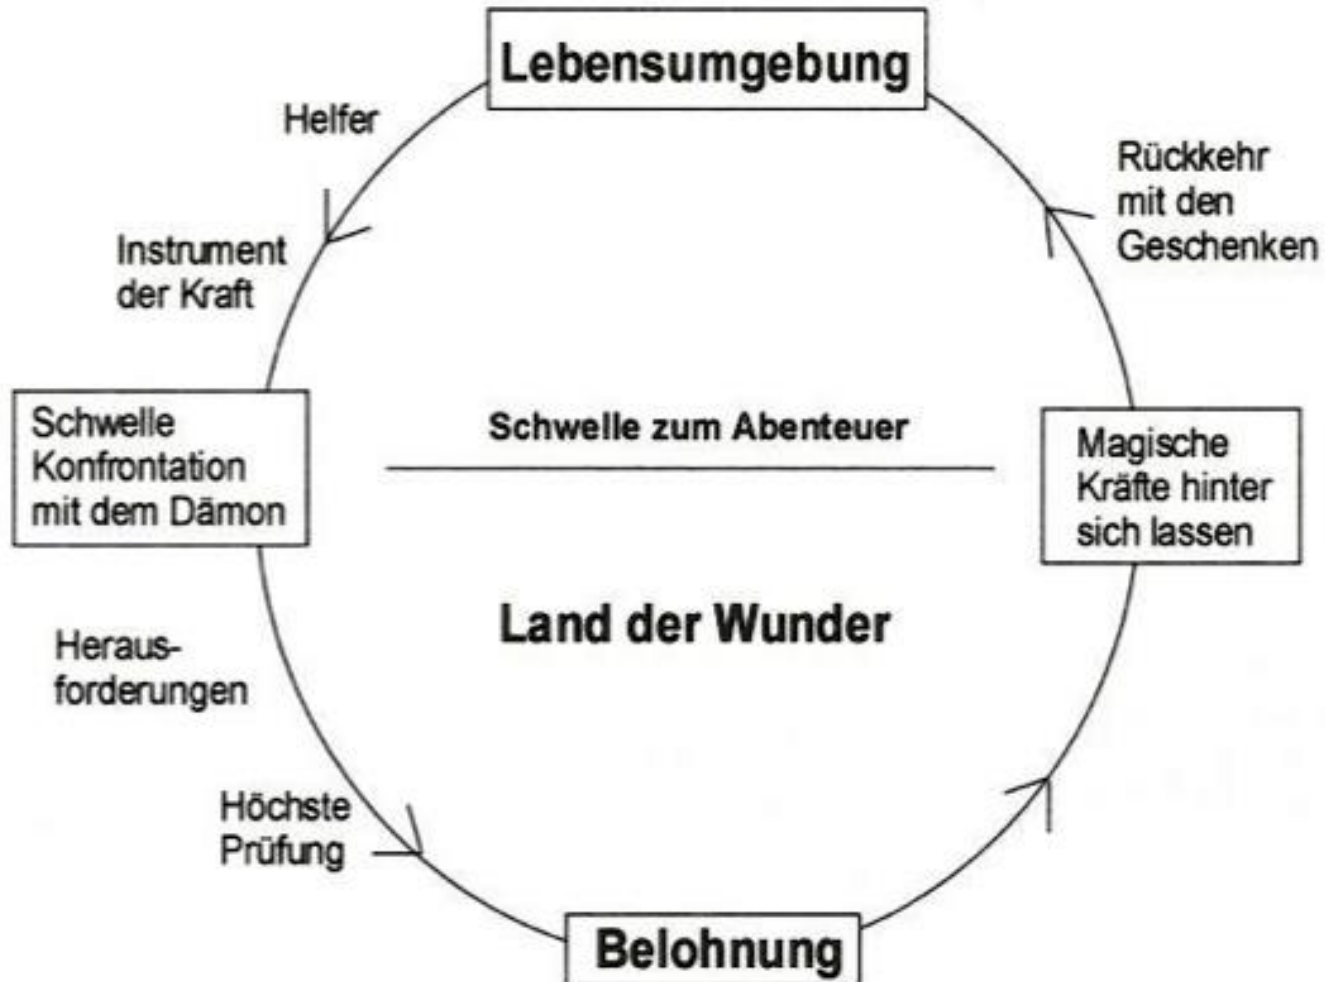 Lebensumgebung
Helfer
Rückkehr
mit den
Geschenken
Instrument
der Kraft
Schwelle
Konfrontation
mit dem Dämon
Schwelle zum Abenteuer
Magische
Kräfte hinter
sich lassen
Land der Wunder
Heraus-
forderungen
Höchste
Prüfung
Belohnung